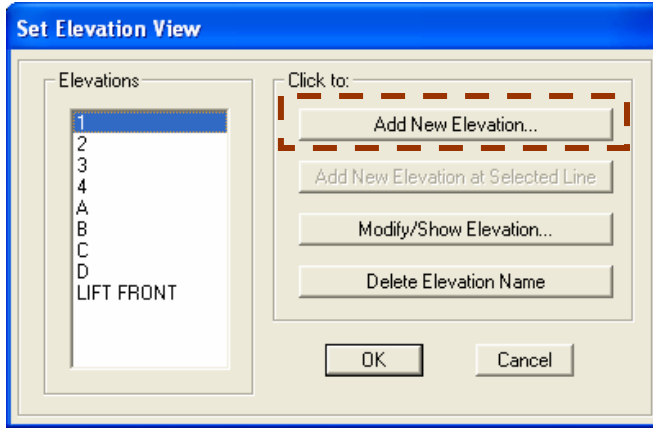 Set Elevation View
Elevations
1
2
3
4
A
B
C
D
LIFT FRONT
Click to:
Add New Elevation...
Add New Elevation at Selected Line
Modify/Show Elevation...
Delete Elevation Name
OK
Cancel